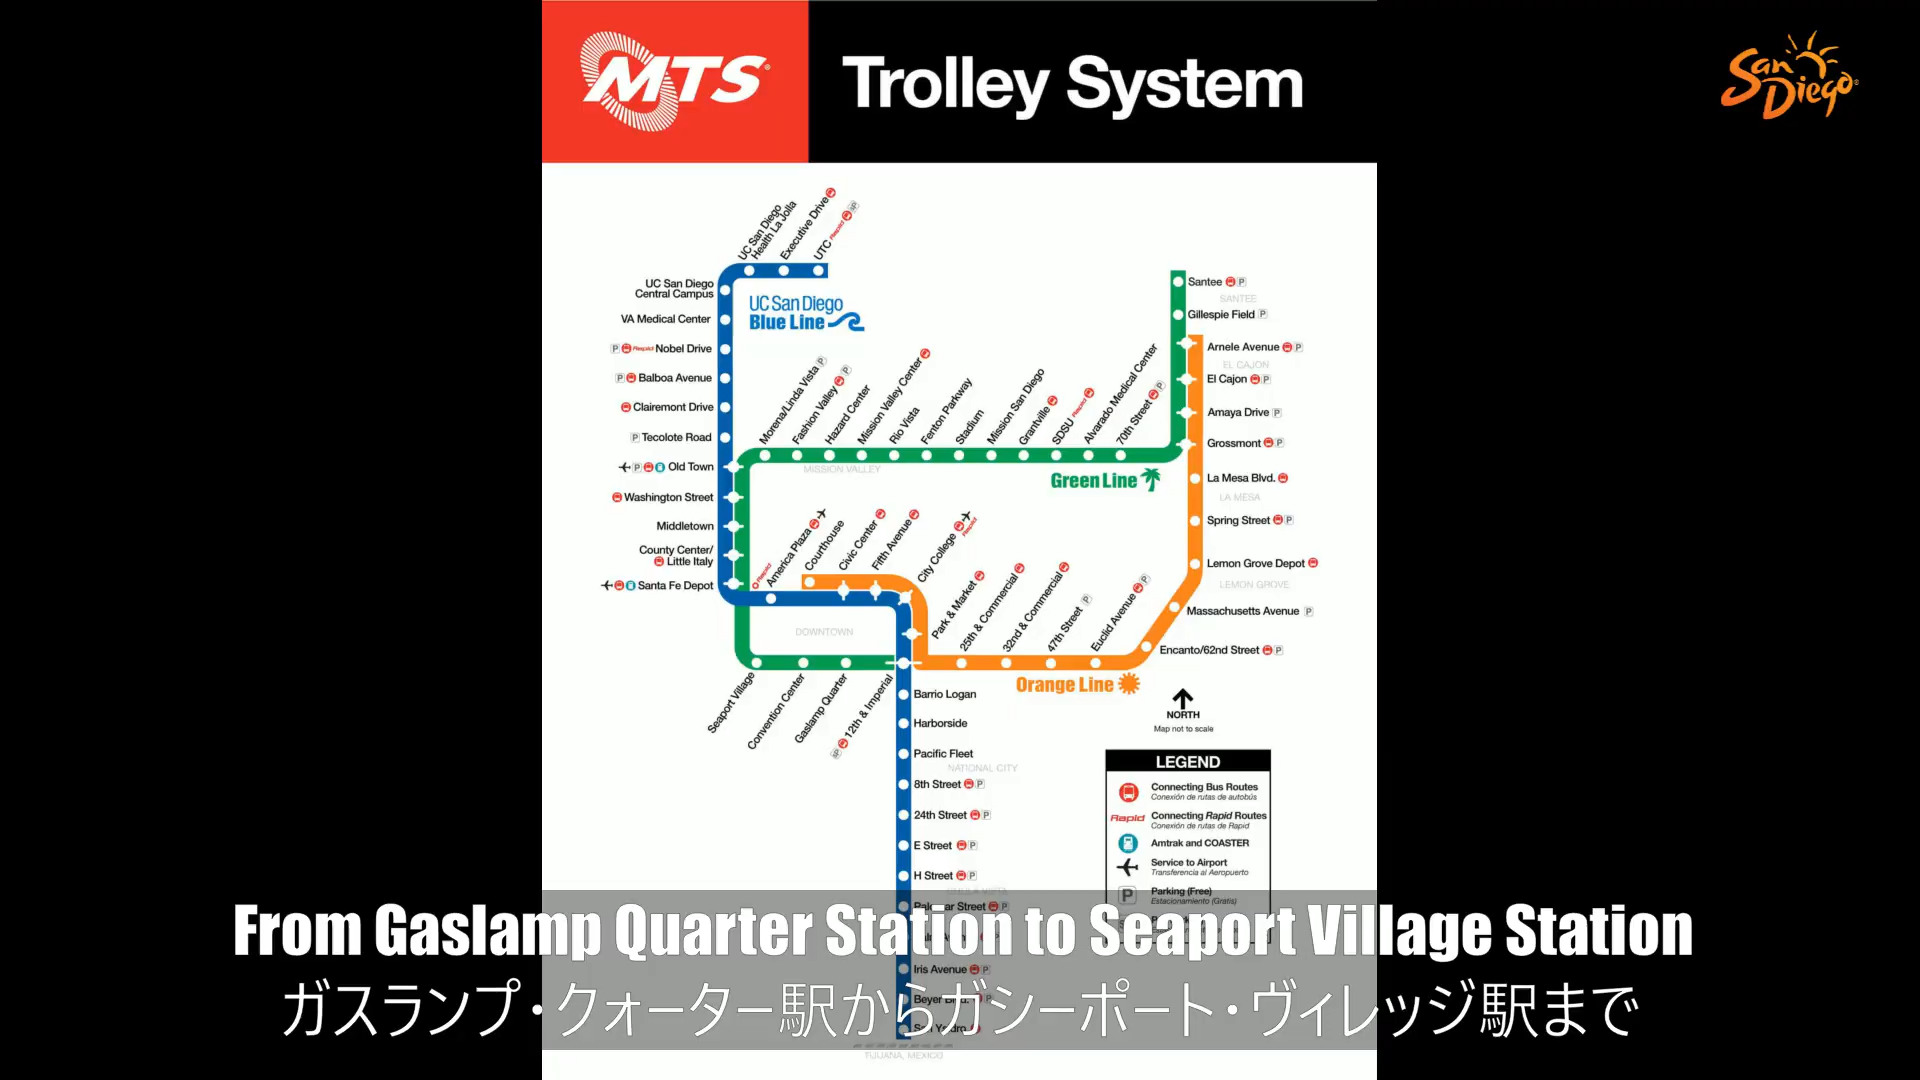 MTS
Trolley System
San Diego
UC San Diego Health La Jolla
Executive Drive
UTC Rapid
UC San Diego
Central Campus
UC San Diego
Blue Line
VA Medical Center
Rapid Nobel Drive
Balboa Avenue
Clairemont Drive
Tecolote Road
Old Town
Washington Street
Middletown
County Center/
Little Italy
Santa Fe Depot
Morena/Linda Vista
Fashion Valley
Hazard Center
Mission Valley Center
Rio Vista
Fenton Parkway
Stadium
Mission San Diego
Grantville
SDSU Rapid
Alvarado Medical Center
70th Street
MISSION VALLEY
Green Line
Santee
SANTEE
Gillespie Field
Arnele Avenue
EL CAJON
El Cajon
Amaya Drive
Grossmont
La Mesa Blvd.
LA MESA
Spring Street
Lemon Grove Depot
LEMON GROVE
Massachusetts Avenue
Encanto/62nd Street
Rapid
America Plaza
Courthouse
Civic Center
Fifth Avenue
City College Rapid
Park & Market
25th & Commercial
32nd & Commercial
47th Street
Euclid Avenue
DOWNTOWN
Orange Line
Seaport Village
Convention Center
Gaslamp Quarter
12th & Imperial
Barrio Logan
Harborside
Pacific Fleet
NATIONAL CITY
8th Street
24th Street
E Street
H Street
CHULA VISTA
Iris Avenue
TIJUANA, MEXICO
NORTH
Map not to scale
LEGEND
Connecting Bus Routes
Conexión de rutas de autobús
Rapid
Connecting Rapid Routes
Conexión de rutas de Rapid
Amtrak and COASTER
Service to Airport
Transferencia al Aeropuerto
P
Parking (Free)
Estacionamiento (Grátis)
From Gaslamp Quarter Station to Seaport Village Station
ガスランプ・クォーター駅からガシーポート・ヴィレッジ駅まで